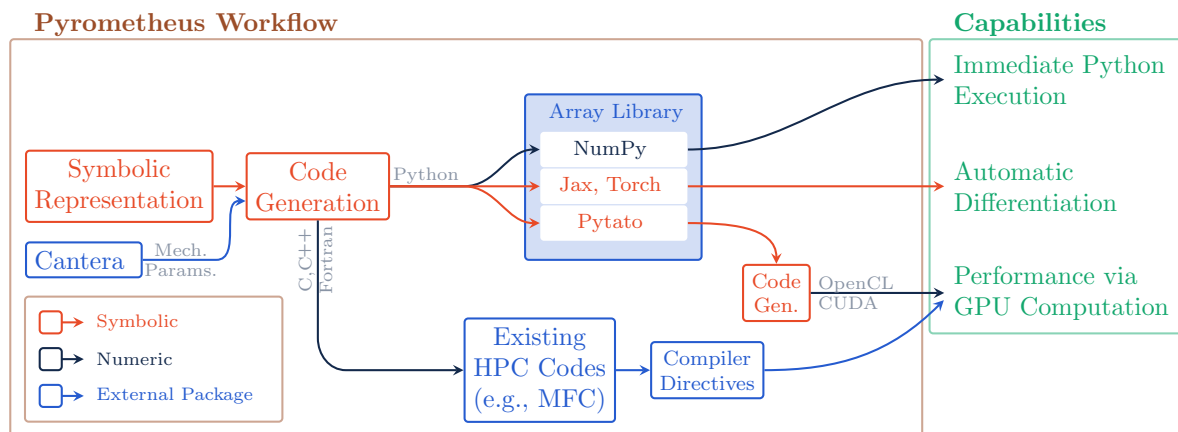 Pyrometheus Workflow
Capabilities
Immediate Python
Execution
Array Library
NumPy
Symbolic
Representation
Code
Generation
Python
Jax, Torch
Automatic
Differentiation
Pytato
Cantera
Mech.
Params.
C,C++
Fortran
Code
Gen.
OpenCL
CUDA
Performance via
GPU Computation
Symbolic
Numeric
External Package
Existing
HPC Codes
(e.g., MFC)
Compiler
Directives